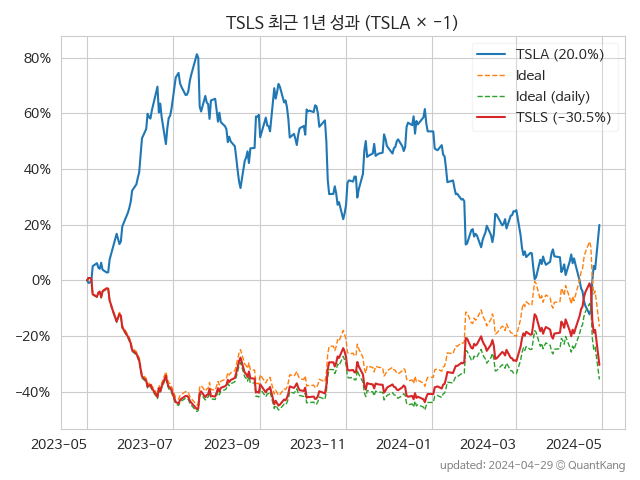 TSLS 최근 1년 성과 (TSLA × −1)
TSLA (20.0%)
Ideal
Ideal (daily)
TSLS (−30.5%)
80%
60%
40%
20%
0%
−20%
−40%
2023-05 2023-07 2023-09 2023-11 2024-01 2024-03 2024-05
updated: 2024-04-29 © QuantKang